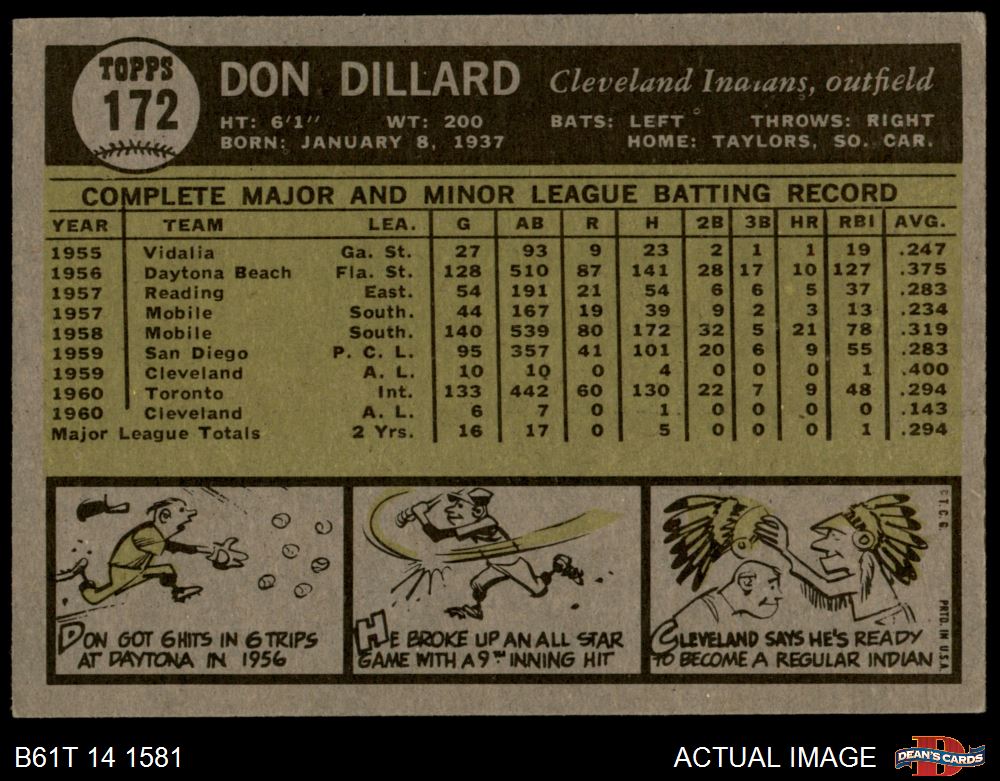 TOPPS
172
DON DILLARD Cleveland Indians, outfield
HT: 6'1" WT: 200 BATS: LEFT THROWS: RIGHT
BORN: JANUARY 8, 1937 HOME: TAYLORS, SO. CAR.
COMPLETE MAJOR AND MINOR LEAGUE BATTING RECORD
YEAR TEAM LEA. G AB R H 2B 3B HR RBI AVG.
1955 Vidalia Ga. St. 27 93 9 23 2 1 1 19 .247
1956 Daytona Beach Fla. St. 128 510 87 141 28 17 10 127 .375
1957 Reading East. 54 191 21 54 6 6 5 37 .283
1957 Mobile South. 44 167 19 39 9 2 3 13 .234
1958 Mobile South. 140 539 80 172 32 5 21 78 .319
1959 San Diego P. C. L. 95 357 41 101 20 6 9 55 .283
1959 Cleveland A. L. 10 10 0 4 0 0 0 1 .400
1960 Toronto Int. 133 442 60 130 22 7 9 48 .294
1960 Cleveland A. L. 6 7 0 1 0 0 0 0 .143
Major League Totals 2 Yrs. 16 17 0 5 0 0 0 1 .294
DON GOT 6 HITS IN 6 TRIPS
AT DAYTONA IN 1956
HE BROKE UP AN ALL STAR
GAME WITH A 9TH INNING HIT
CLEVELAND SAYS HE'S READY
TO BECOME A REGULAR INDIAN
©T.C.G. PRTD. IN U.S.A.
B61T 14 1581 ACTUAL IMAGE
D
DEAN'S CARDS